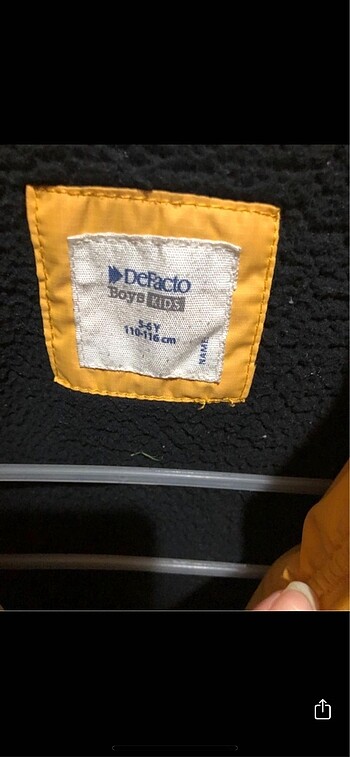 DeFacto
Boys KIDS
5-6Y
110-116 cm
NAME